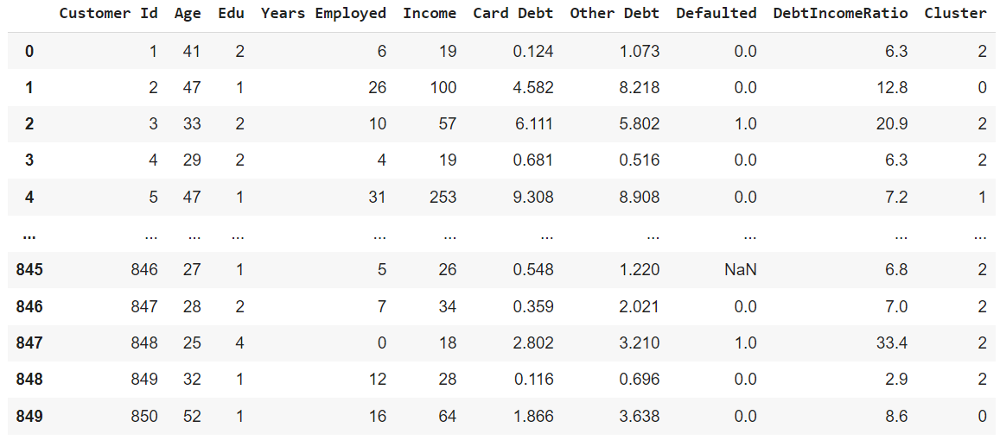 Customer Id Age Edu Years Employed Income Card Debt Other Debt Defaulted DebtIncomeRatio Cluster
0 1 41 2 6 19 0.124 1.073 0.0 6.3 2
1 2 47 1 26 100 4.582 8.218 0.0 12.8 0
2 3 33 2 10 57 6.111 5.802 1.0 20.9 2
3 4 29 2 4 19 0.681 0.516 0.0 6.3 2
4 5 47 1 31 253 9.308 8.908 0.0 7.2 1
... ... ... ... ... ... ... ... ... ... ...
845 846 27 1 5 26 0.548 1.220 NaN 6.8 2
846 847 28 2 7 34 0.359 2.021 0.0 7.0 2
847 848 25 4 0 18 2.802 3.210 1.0 33.4 2
848 849 32 1 12 28 0.116 0.696 0.0 2.9 2
849 850 52 1 16 64 1.866 3.638 0.0 8.6 0